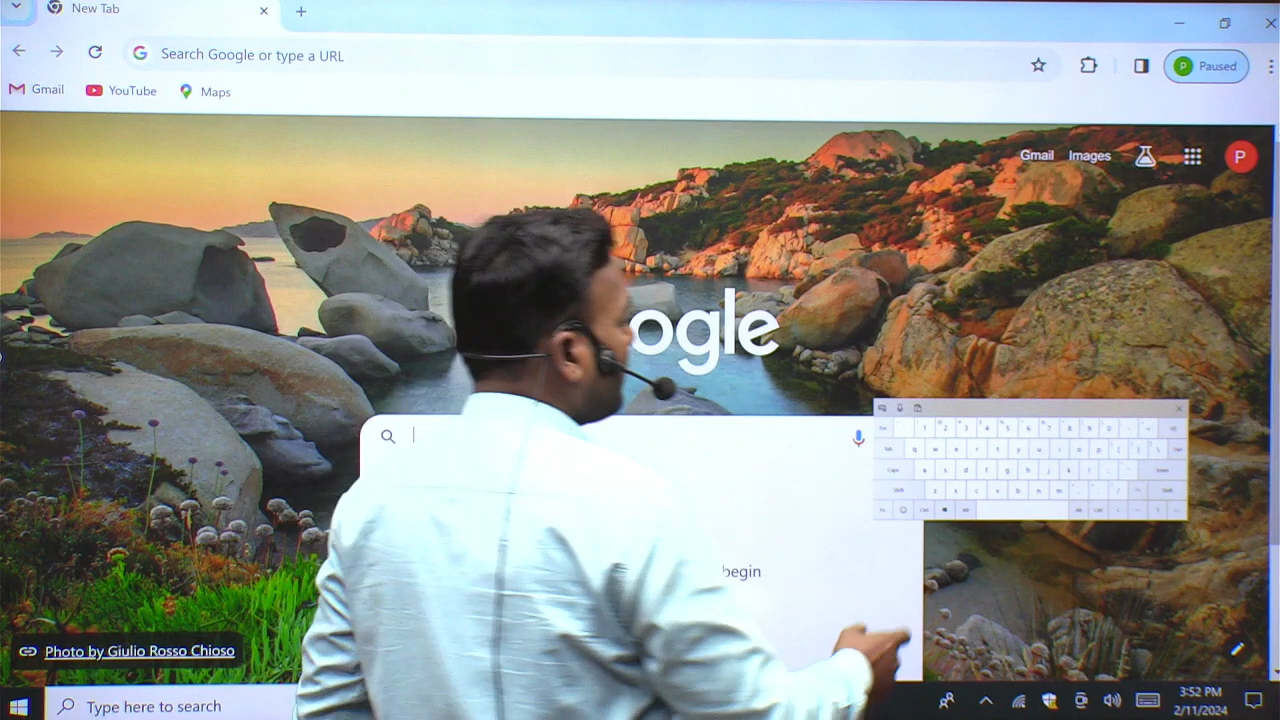 New Tab
Search Google or type a URL
Paused
Gmail
YouTube
Maps
Gmail Images
P
ogle
begin
Photo by Giulio Rosso Chioso
Type here to search
3:52 PM
2/11/2024